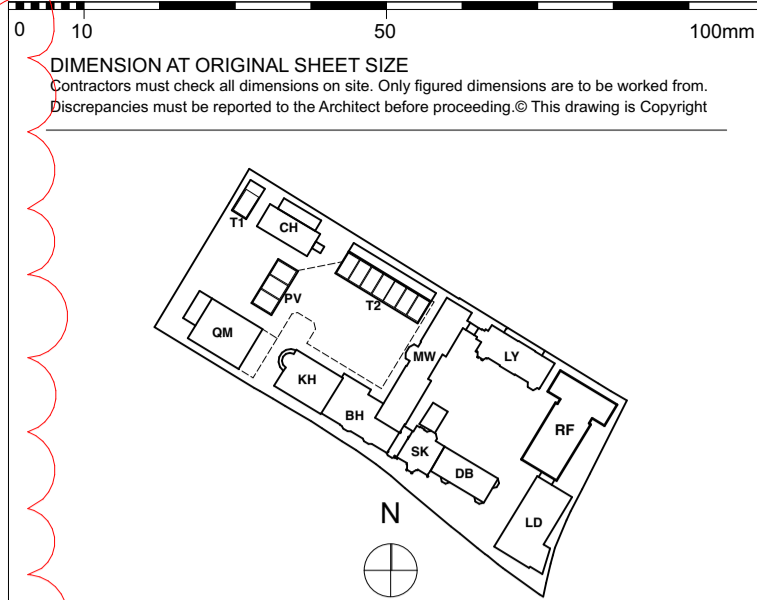 0 10 50 100mm
DIMENSION AT ORIGINAL SHEET SIZE
Contractors must check all dimensions on site. Only figured dimensions are to be worked from.
Discrepancies must be reported to the Architect before proceeding.© This drawing is Copyright
T1
CH
PV
T2
QM
MW
LY
KH
BH
RF
SK
DB
LD
N